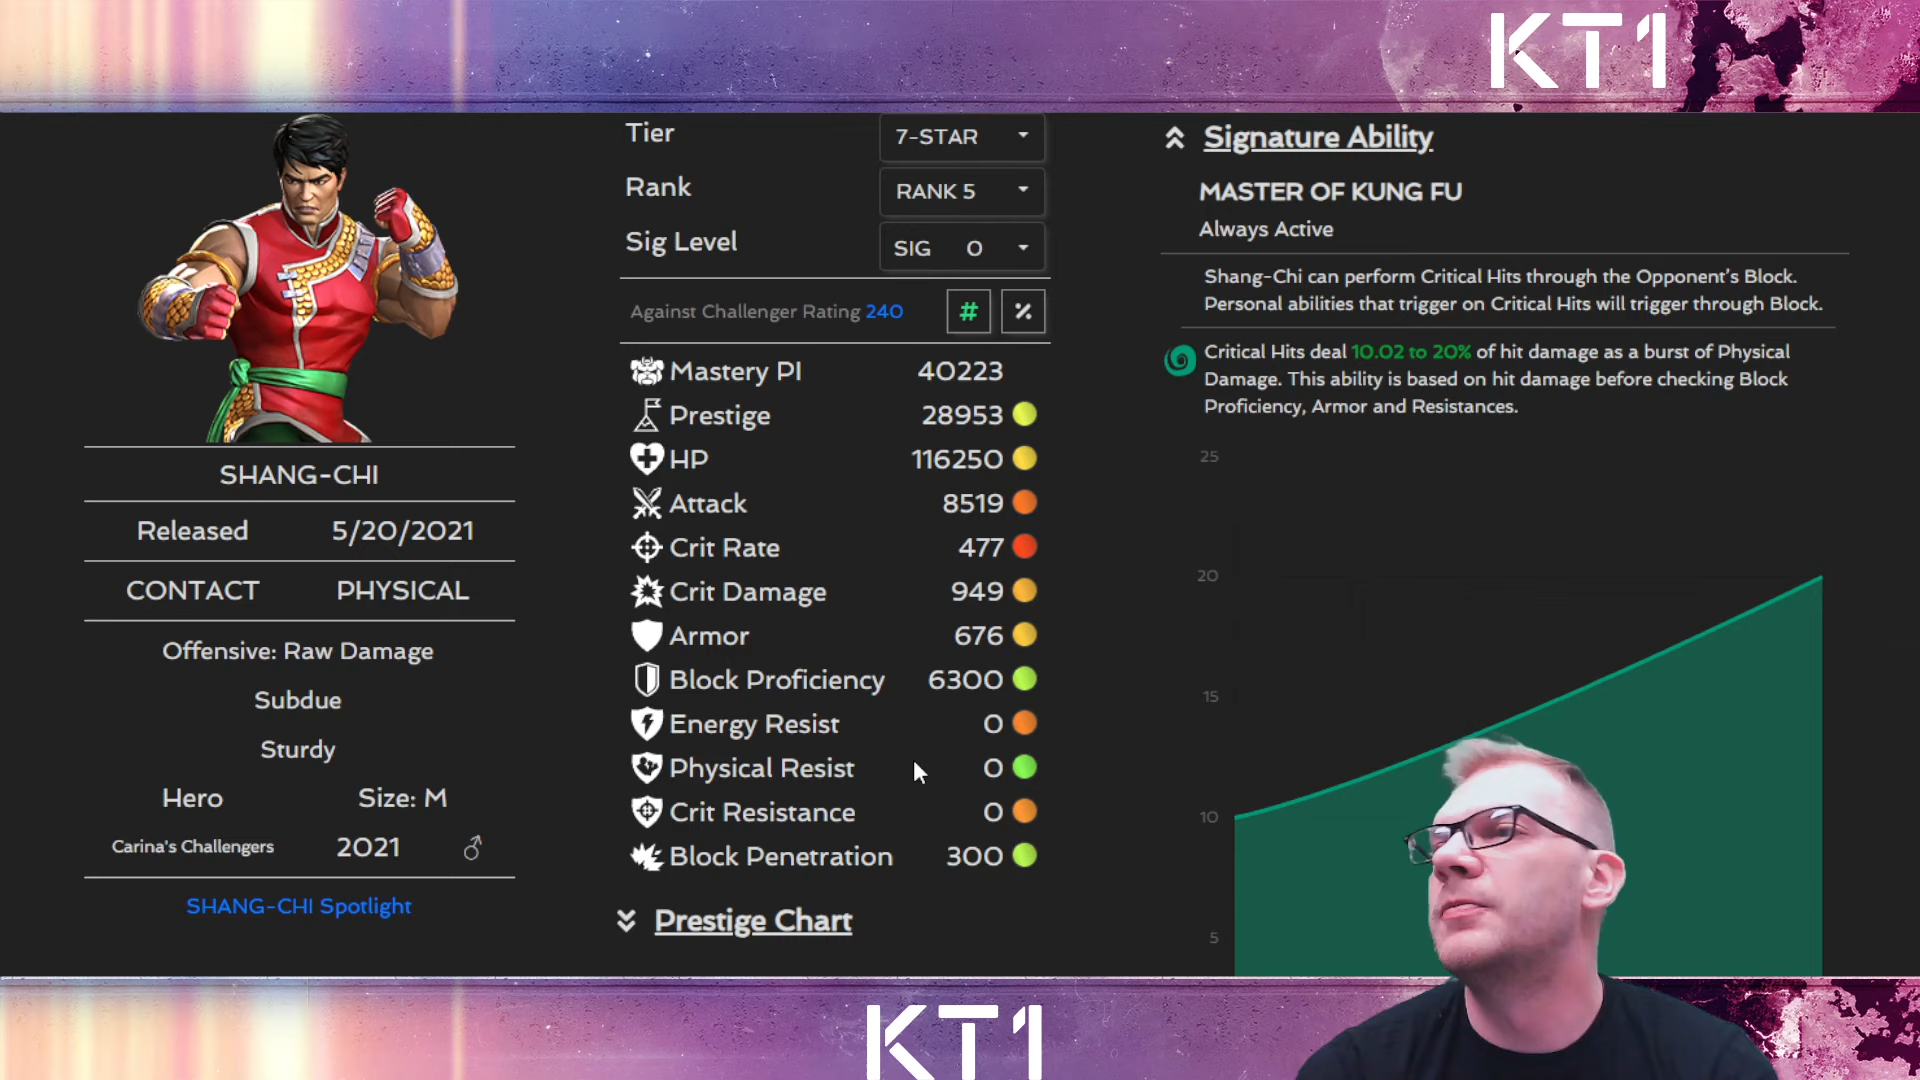 KT1
SHANG-CHI
Released 5/20/2021
CONTACT PHYSICAL
Offensive: Raw Damage
Subdue
Sturdy
Hero Size: M
Carina's Challengers 2021 ♂
SHANG-CHI Spotlight
Tier 7-STAR
Rank RANK 5
Sig Level SIG 0
Against Challenger Rating 240 # %
Mastery PI 40223
Prestige 28953
HP 116250
Attack 8519
Crit Rate 477
Crit Damage 949
Armor 676
Block Proficiency 6300
Energy Resist 0
Physical Resist 0
Crit Resistance 0
Block Penetration 300
Prestige Chart
Signature Ability
MASTER OF KUNG FU
Always Active
Shang-Chi can perform Critical Hits through the Opponent's Block.
Personal abilities that trigger on Critical Hits will trigger through Block.
Critical Hits deal 10.02 to 20% of hit damage as a burst of Physical
Damage. This ability is based on hit damage before checking Block
Proficiency, Armor and Resistances.
25
20
15
10
5
KT1